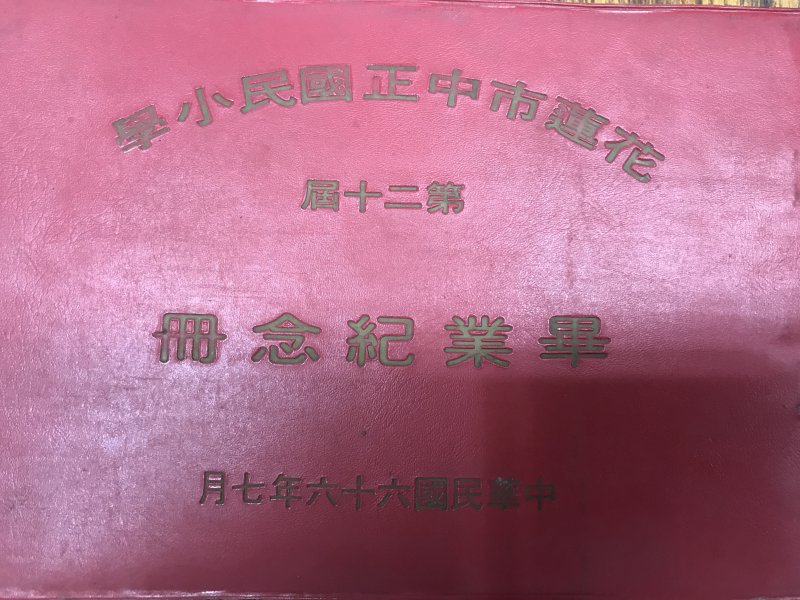 花蓮市中正國民小學
第二十屆
畢業紀念冊
中華民國六十六年七月